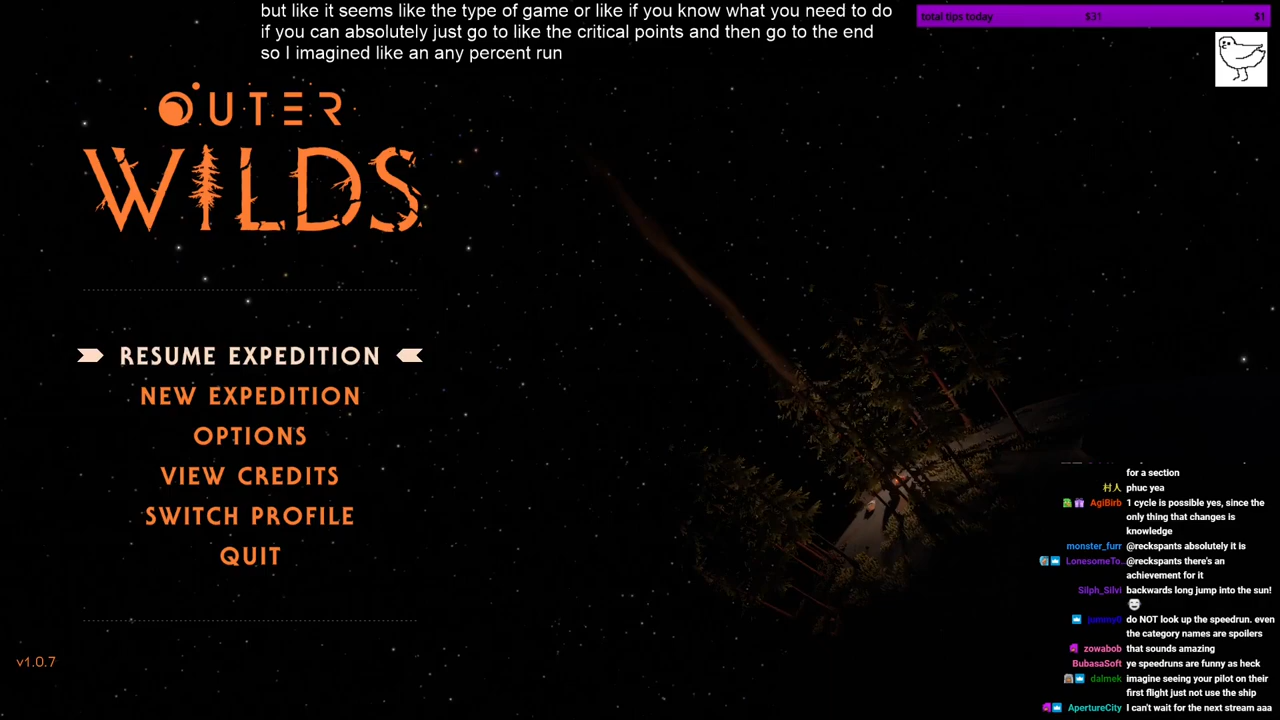 but like it seems like the type of game or like if you know what you need to do
if you can absolutely just go to like the critical points and then go to the end
so I imagined like an any percent run
total tips today $31 $1
OUTER
WILDS
RESUME EXPEDITION
NEW EXPEDITION
OPTIONS
VIEW CREDITS
SWITCH PROFILE
QUIT
v1.0.7
for a section
村人 phuc yea
AgiBirb 1 cycle is possible yes, since the
only thing that changes is
knowledge
monster_furr @reckspants absolutely it is
LonesomeTo... @reckspants there's an
achievement for it
Silph_Silvi backwards long jump into the sun!
do NOT look up the speedrun. even
the category names are spoilers
zowabob that sounds amazing
BubasaSoft ye speedruns are funny as heck
dalmek imagine seeing your pilot on their
first flight just not use the ship
ApertureCity I can't wait for the next stream aaa